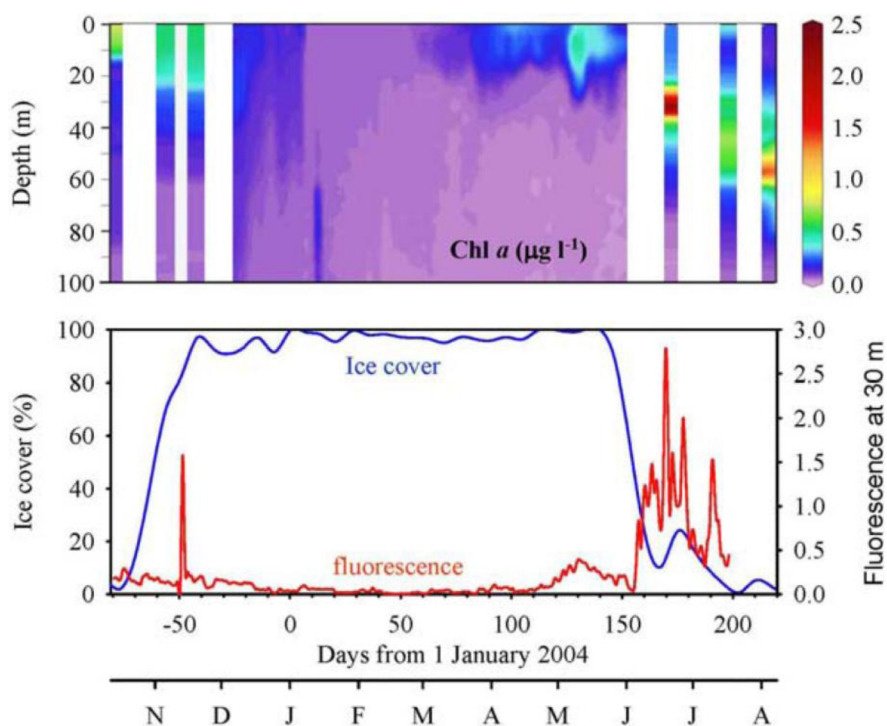 0
20
40
60
80
100
Depth (m)
Chl a (μg l⁻¹)
2.5
2.0
1.5
1.0
0.5
0.0
100
80
60
40
20
0
Ice cover (%)
Ice cover
fluorescence
3.0
2.5
2.0
1.5
1.0
0.5
0.0
Fluorescence at 30 m
-50 0 50 100 150 200
Days from 1 January 2004
N D J F M A M J J A